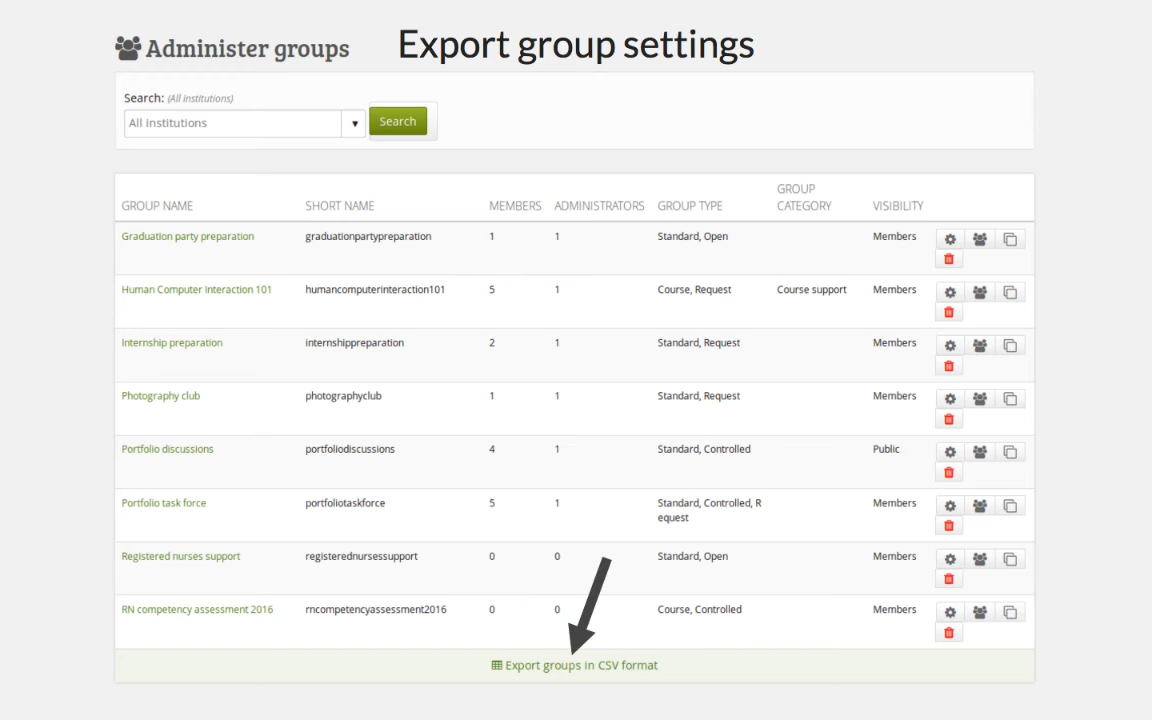 Administer groups
Export group settings
Search: (All institutions)
All institutions
Search
GROUP NAME SHORT NAME MEMBERS ADMINISTRATORS GROUP TYPE GROUP CATEGORY VISIBILITY
Graduation party preparation graduationpartypreparation 1 1 Standard, Open Members
Human Computer Interaction 101 humancomputerinteraction101 5 1 Course, Request Course support Members
Internship preparation internshippreparation 2 1 Standard, Request Members
Photography club photographyclub 1 1 Standard, Request Members
Portfolio discussions portfoliodiscussions 4 1 Standard, Controlled Public
Portfolio task force portfoliotaskforce 5 1 Standard, Controlled, R Members
equest
Registered nurses support registerednursessupport 0 0 Standard, Open Members
RN competency assessment 2016 rncompetencyassessment2016 0 0 Course, Controlled Members
Export groups in CSV format